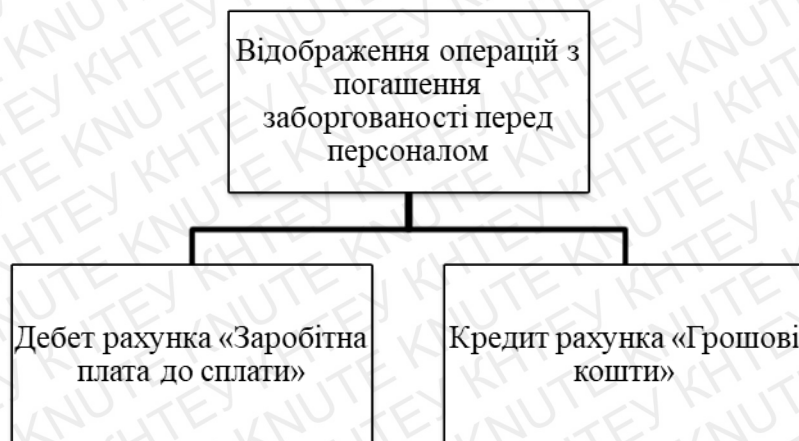 Відображення операцій з
погашення
заборгованості перед
персоналом
Дебет рахунка «Заробітна
плата до сплати»
Кредит рахунка «Грошові
кошти»